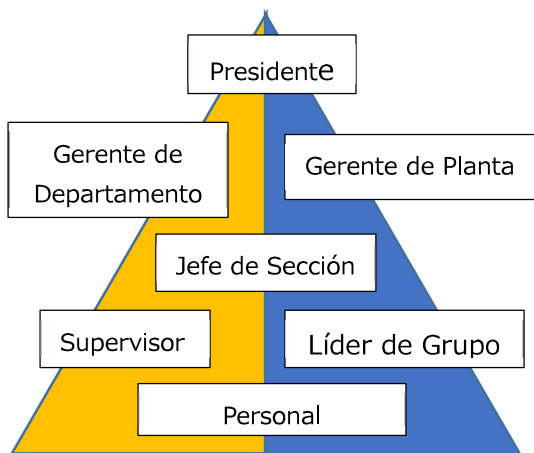 Presidente
Gerente de
Departamento
Gerente de Planta
Jefe de Sección
Supervisor
Líder de Grupo
Personal